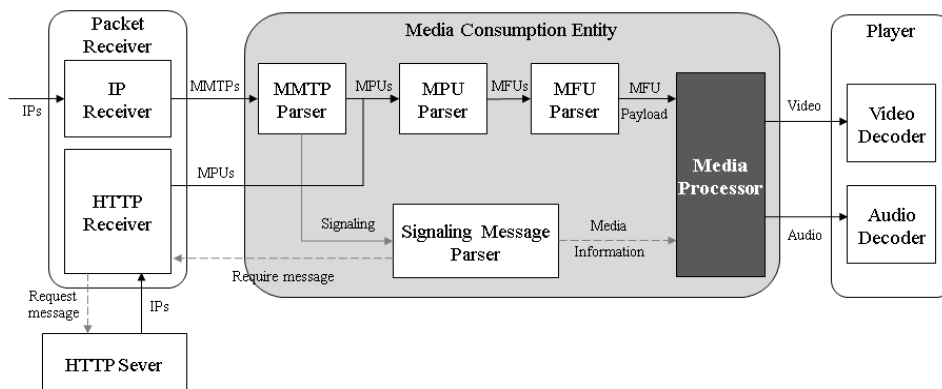 Packet
Receiver
Media Consumption Entity
Player
IP
Receiver
MMTPs
MMTP
Parser
MPUs
MPU
Parser
MFUs
MFU
Parser
MFU
Payload
IPs
Video
Video
Decoder
HTTP
Receiver
MPUs
Media
Processor
Signaling
Signaling Message
Parser
Media
Information
Audio
Audio
Decoder
Require message
Request
message
IPs
HTTP Sever